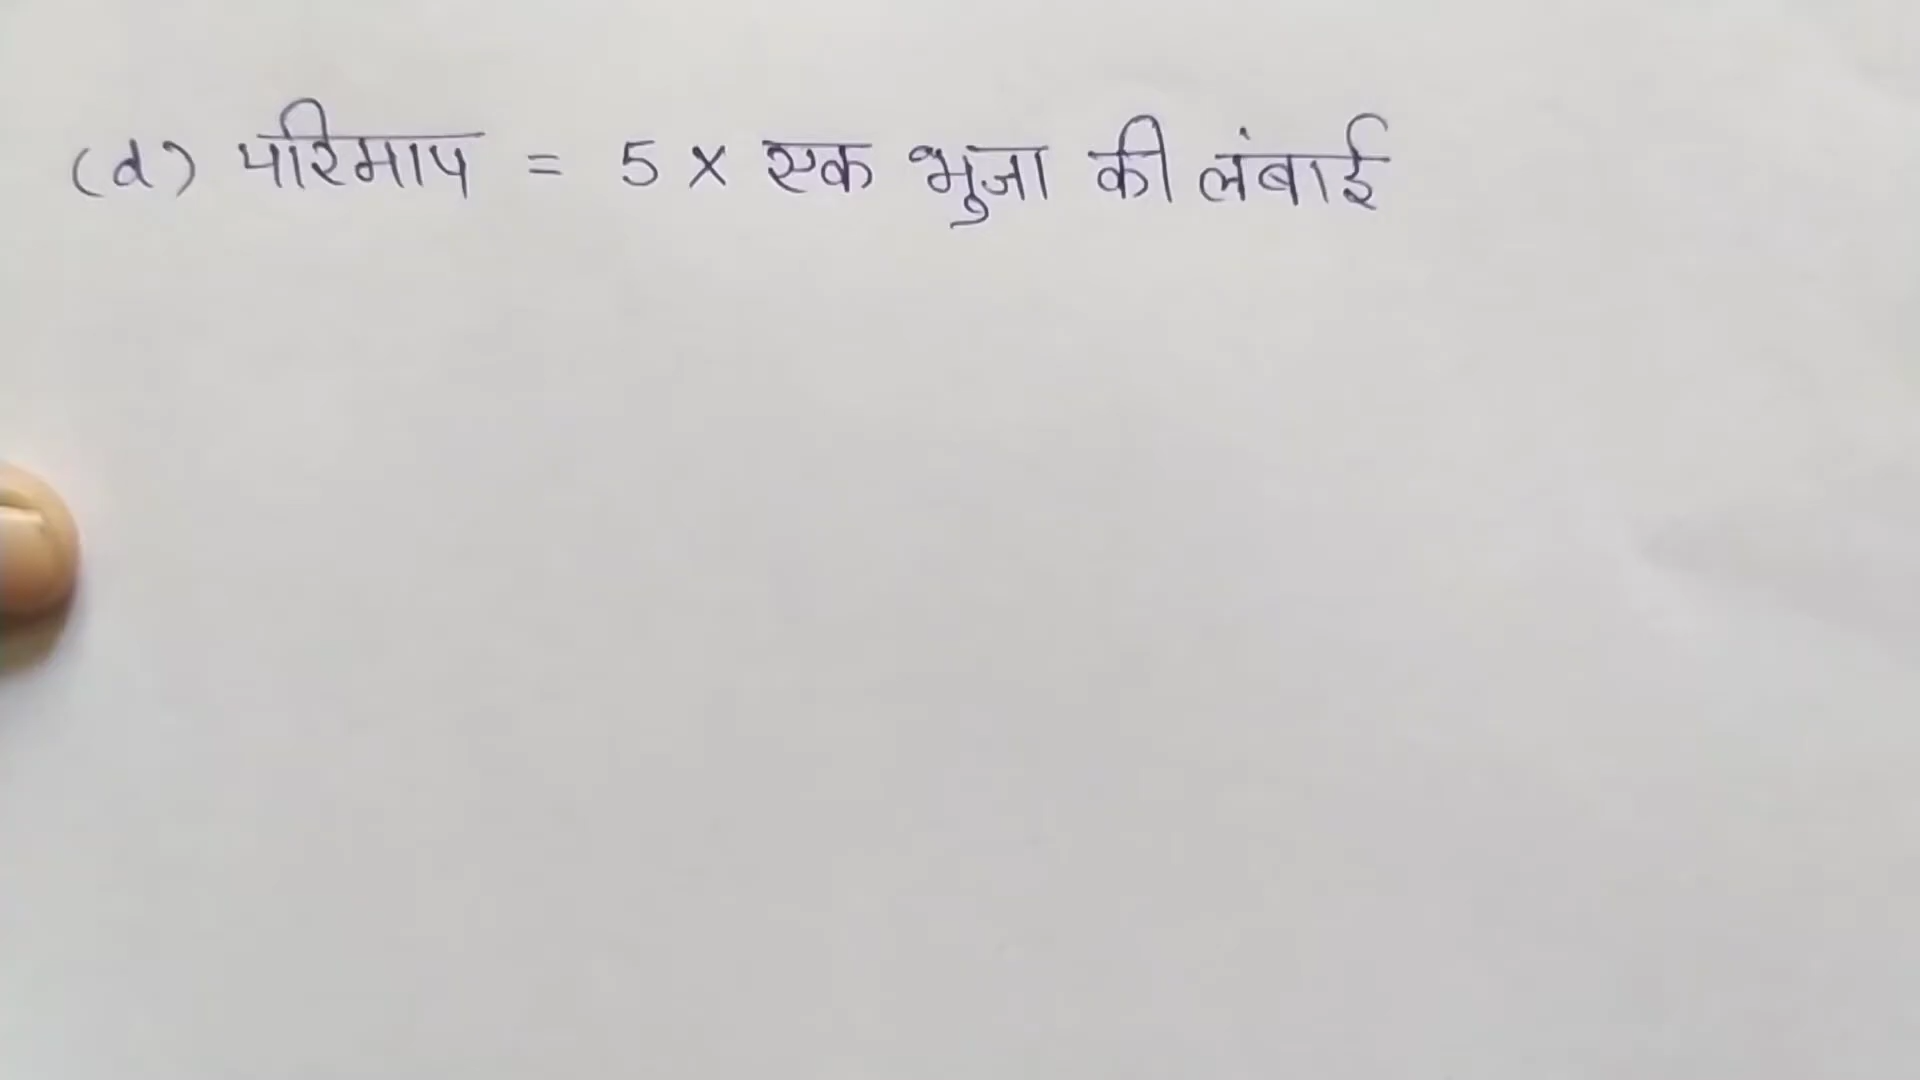 (d) परिमाप = 5 x एक भुजा की लंबाई